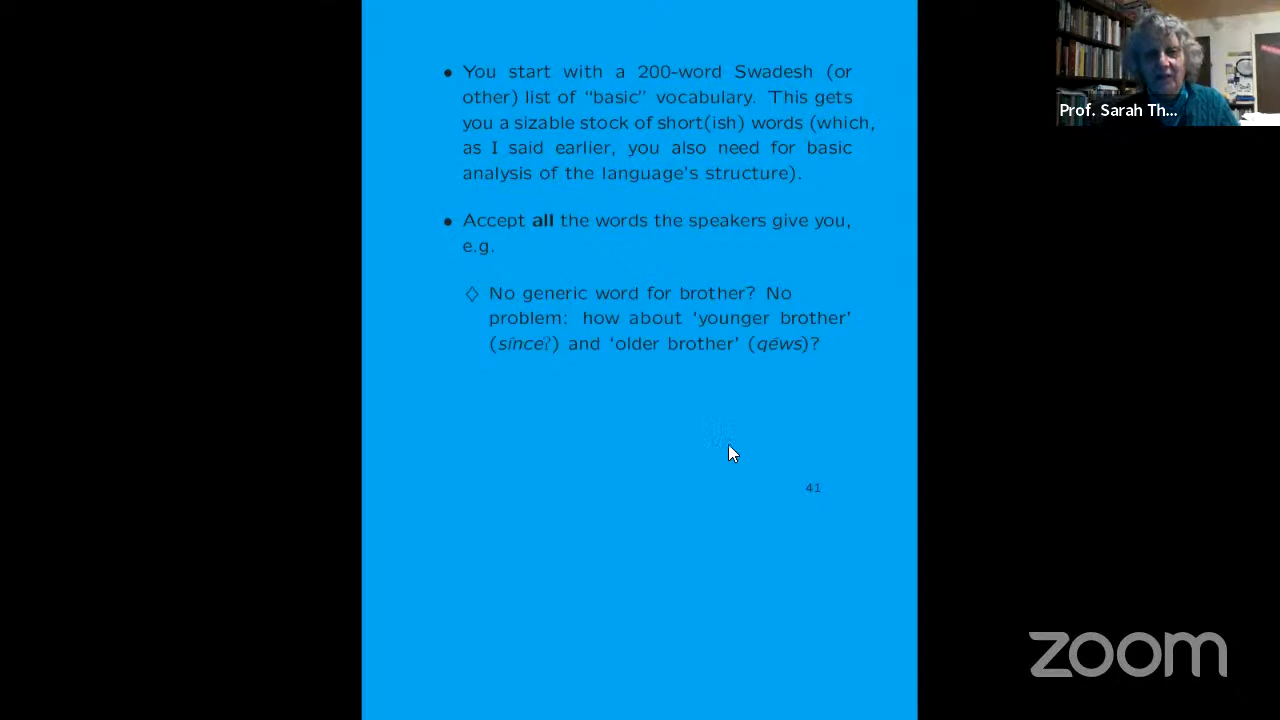 • You start with a 200-word Swadesh (or
other) list of “basic” vocabulary. This gets
you a sizable stock of short(ish) words (which,
as I said earlier, you also need for basic
analysis of the language’s structure).
• Accept all the words the speakers give you,
e.g.
◇ No generic word for brother? No
problem: how about ‘younger brother’
(sínceʔ) and ‘older brother’ (qéws)?
41
Prof. Sarah Th...
zoom